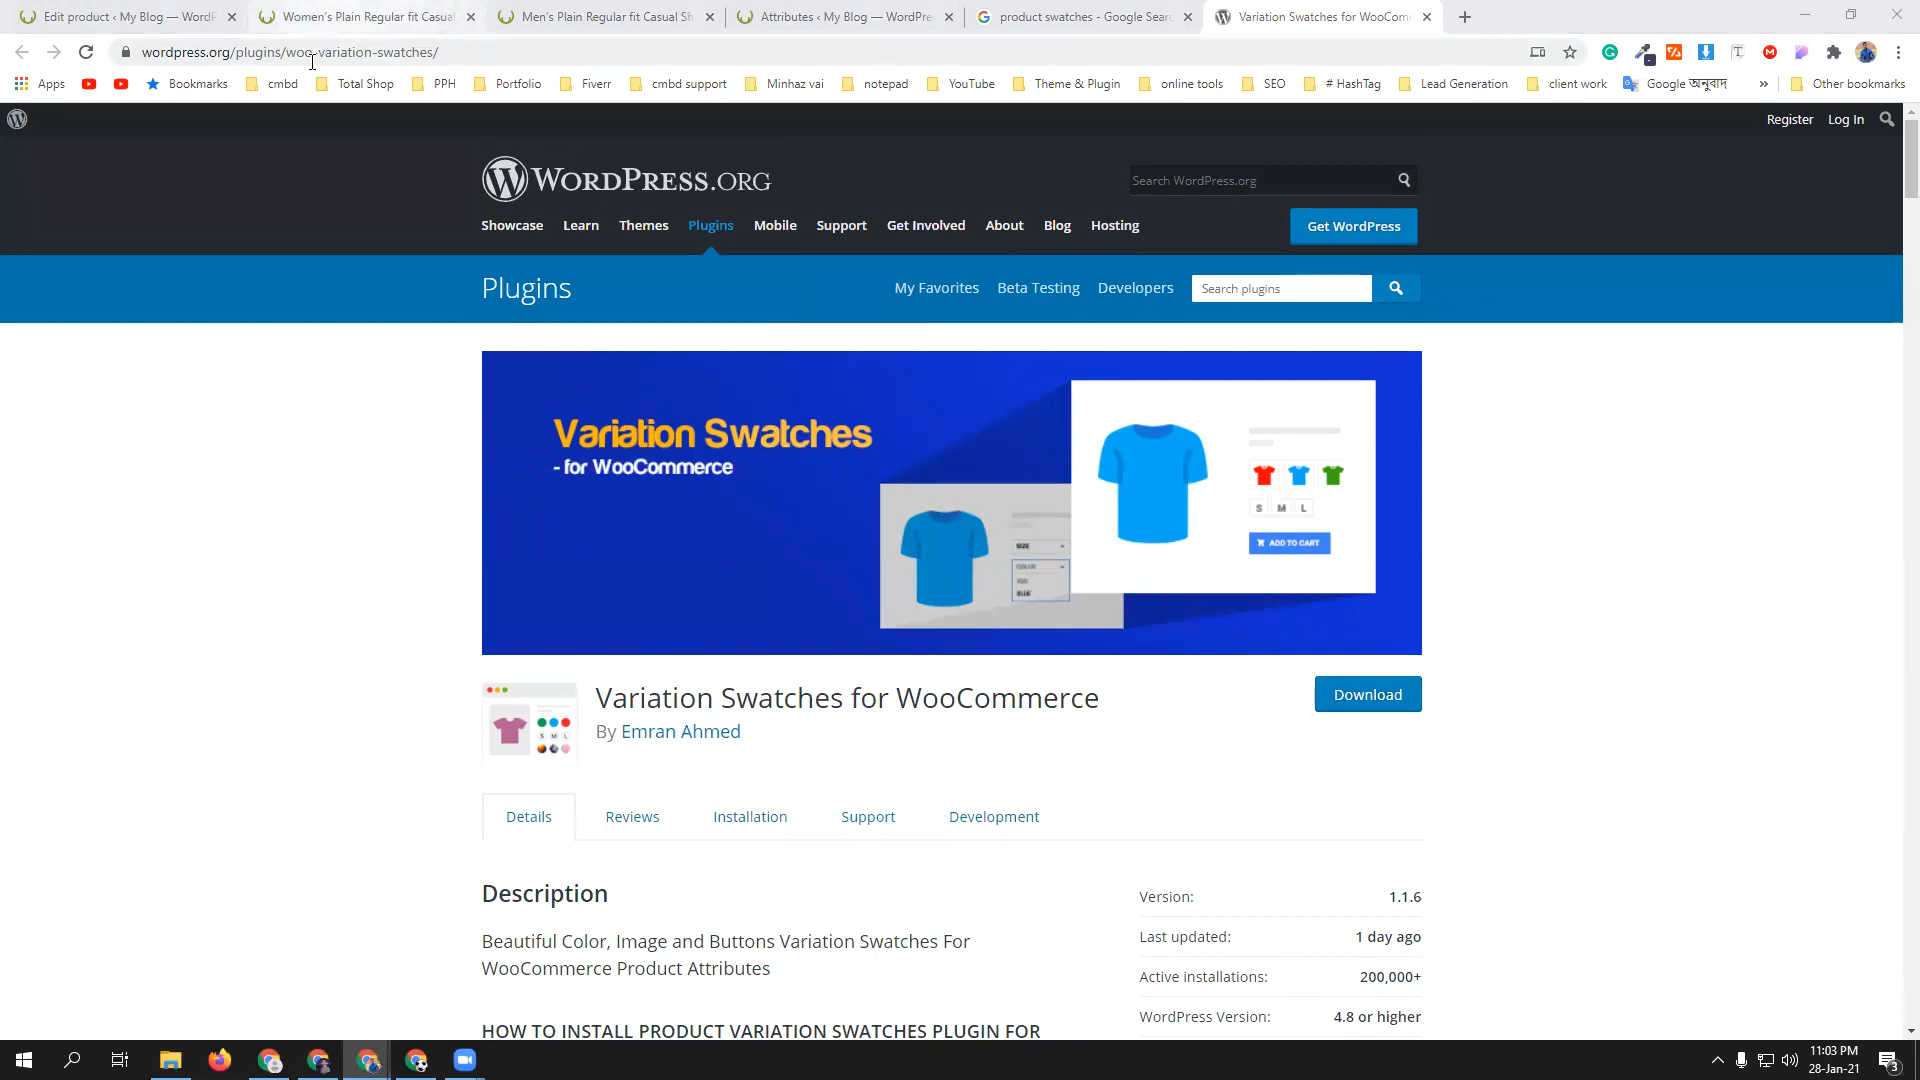 Edit product ‹ My Blog — WordP
Women's Plain Regular fit Casual
Men's Plain Regular fit Casual Sh
Attributes ‹ My Blog — WordPre
product swatches - Google Searc
Variation Swatches for WooComm
wordpress.org/plugins/woo-variation-swatches/
Apps
Bookmarks
cmbd
Total Shop
PPH
Portfolio
Fiverr
cmbd support
Minhaz vai
notepad
YouTube
Theme & Plugin
online tools
SEO
# HashTag
Lead Generation
client work
Google অনুবাদ
»
Other bookmarks
Register
Log In
WORDPRESS.ORG
Search WordPress.org
Showcase
Learn
Themes
Plugins
Mobile
Support
Get Involved
About
Blog
Hosting
Get WordPress
Plugins
My Favorites
Beta Testing
Developers
Search plugins
Variation Swatches
- for WooCommerce
S M L
ADD TO CART
SIZE
COLOR
RED
BLUE
S M L
Variation Swatches for WooCommerce
By Emran Ahmed
Download
Details
Reviews
Installation
Support
Development
Description
Beautiful Color, Image and Buttons Variation Swatches For
WooCommerce Product Attributes
HOW TO INSTALL PRODUCT VARIATION SWATCHES PLUGIN FOR
Version: 1.1.6
Last updated: 1 day ago
Active installations: 200,000+
WordPress Version: 4.8 or higher
11:03 PM
28-Jan-21
3